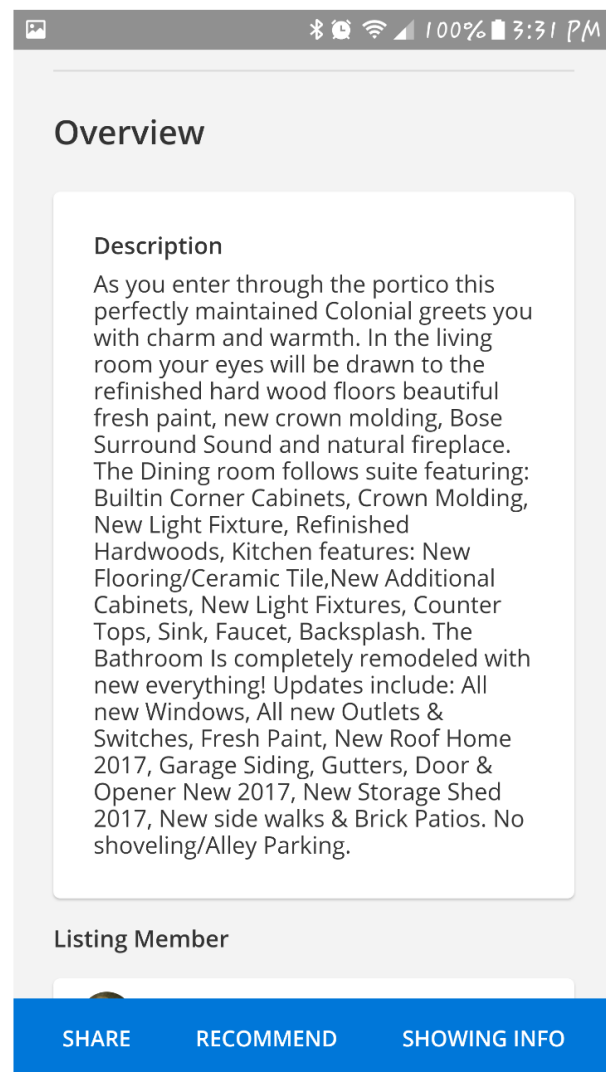 100% 3:31 PM
Overview
Description
As you enter through the portico this
perfectly maintained Colonial greets you
with charm and warmth. In the living
room your eyes will be drawn to the
refinished hard wood floors beautiful
fresh paint, new crown molding, Bose
Surround Sound and natural fireplace.
The Dining room follows suite featuring:
Builtin Corner Cabinets, Crown Molding,
New Light Fixture, Refinished
Hardwoods, Kitchen features: New
Flooring/Ceramic Tile,New Additional
Cabinets, New Light Fixtures, Counter
Tops, Sink, Faucet, Backsplash. The
Bathroom Is completely remodeled with
new everything! Updates include: All
new Windows, All new Outlets &
Switches, Fresh Paint, New Roof Home
2017, Garage Siding, Gutters, Door &
Opener New 2017, New Storage Shed
2017, New side walks & Brick Patios. No
shoveling/Alley Parking.
Listing Member
SHARE RECOMMEND SHOWING INFO